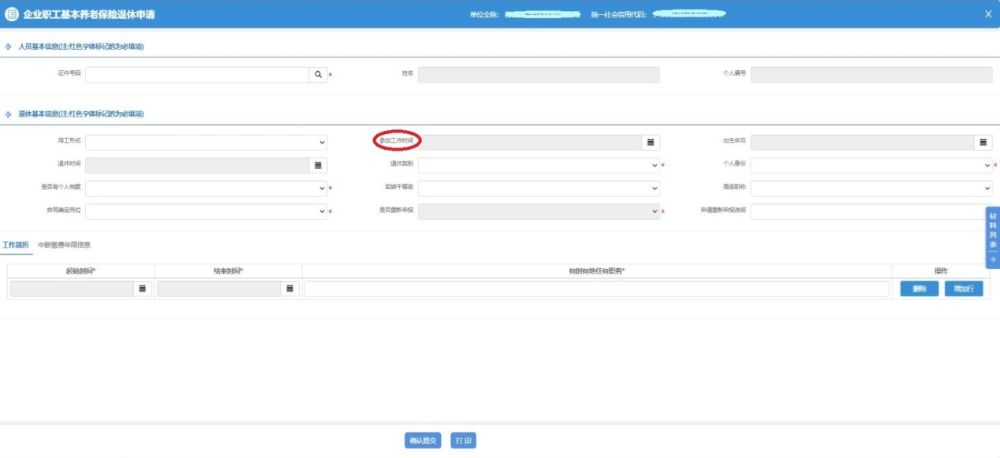 企业职工基本养老保险退休申请 单位全称: 统一社会信用代码: X
人员基本信息(注:红色字体标记的为必填项)
证件号码 * 姓名 个人编号
退休基本信息(注:红色字体标记的为必填项)
用工形式 参加工作时间 出生年月
退休时间 退休类别 * 个人身份 *
是否有个人档案 * 军转干等级 高级职称
合同确定岗位 * 是否重新申报 * 申请重新申报说明
材料列表
工作简历 中断缴费年限信息
起始时间* 结束时间* 何时何地任何职务* 操作
删除 增加行
确认提交 打印